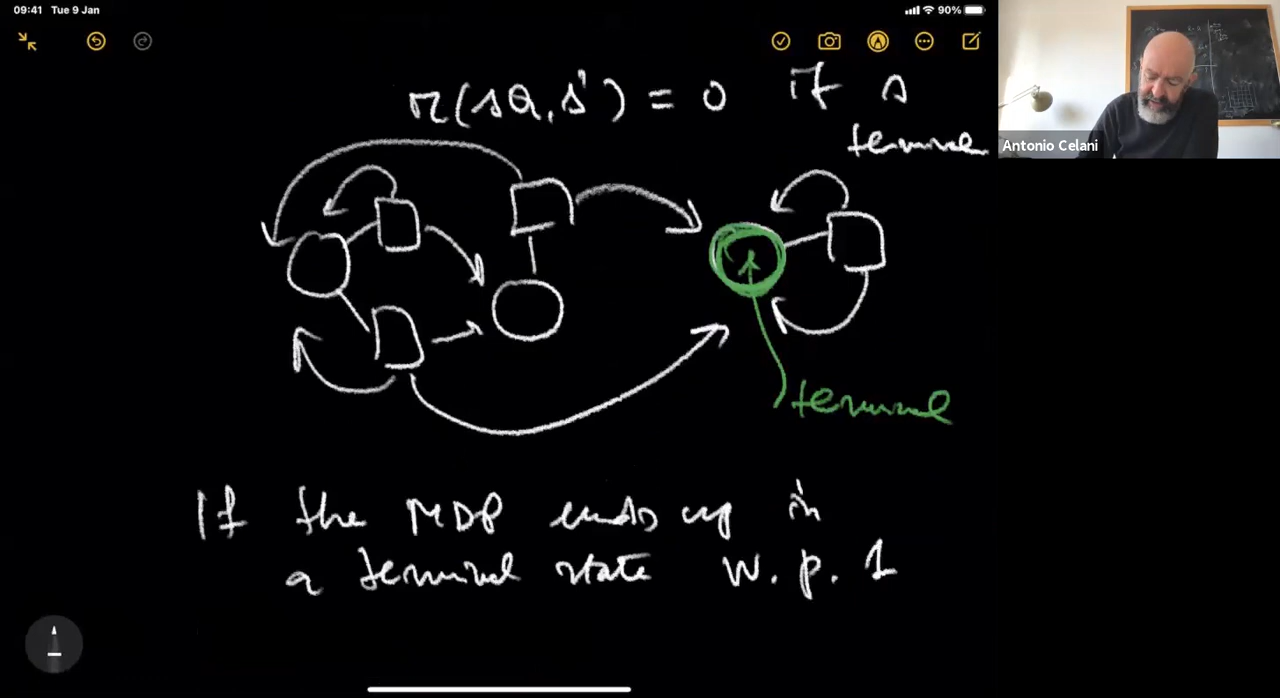 09:41 Tue 9 Jan
90%
r(s,a,s') = 0 if s
terminal
Antonio Celani
terminal
If the MDP ends up in
a terminal state w.p. 1